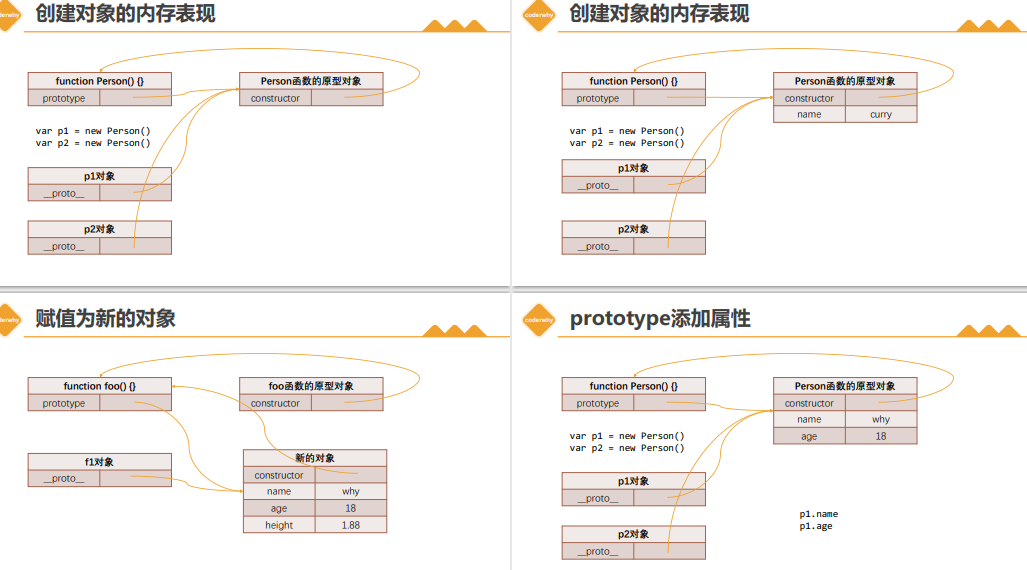 创建对象的内存表现
function Person() {}
prototype
Person函数的原型对象
constructor
var p1 = new Person()
var p2 = new Person()
p1对象
__proto__
p2对象
__proto__
coderwhy
创建对象的内存表现
function Person() {}
prototype
Person函数的原型对象
constructor
name curry
var p1 = new Person()
var p2 = new Person()
p1对象
__proto__
p2对象
__proto__
赋值为新的对象
function foo() {}
prototype
foo函数的原型对象
constructor
f1对象
__proto__
新的对象
constructor
name why
age 18
height 1.88
coderwhy
prototype添加属性
function Person() {}
prototype
Person函数的原型对象
constructor
name why
age 18
var p1 = new Person()
var p2 = new Person()
p1对象
__proto__
p2对象
__proto__
p1.name
p1.age